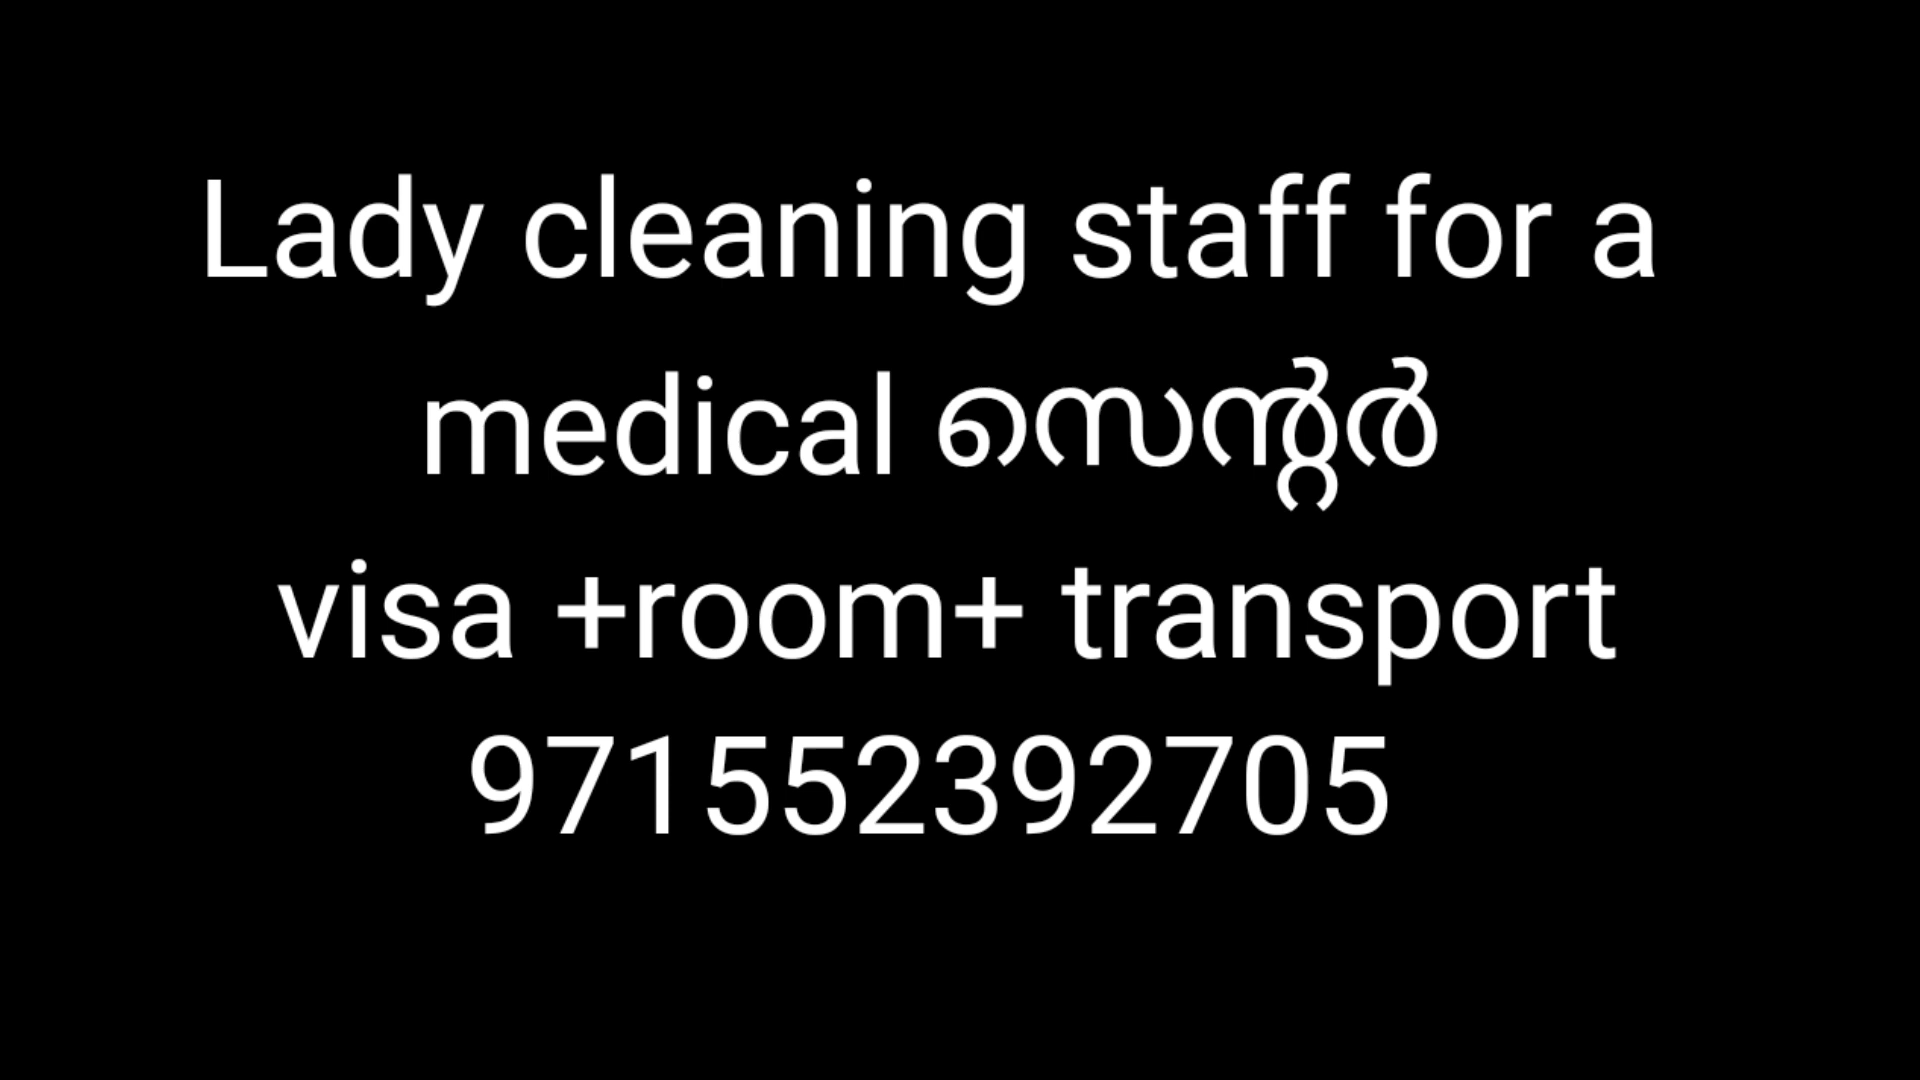 Lady cleaning staff for a
medical സെന്റർ
visa +room+ transport
971552392705